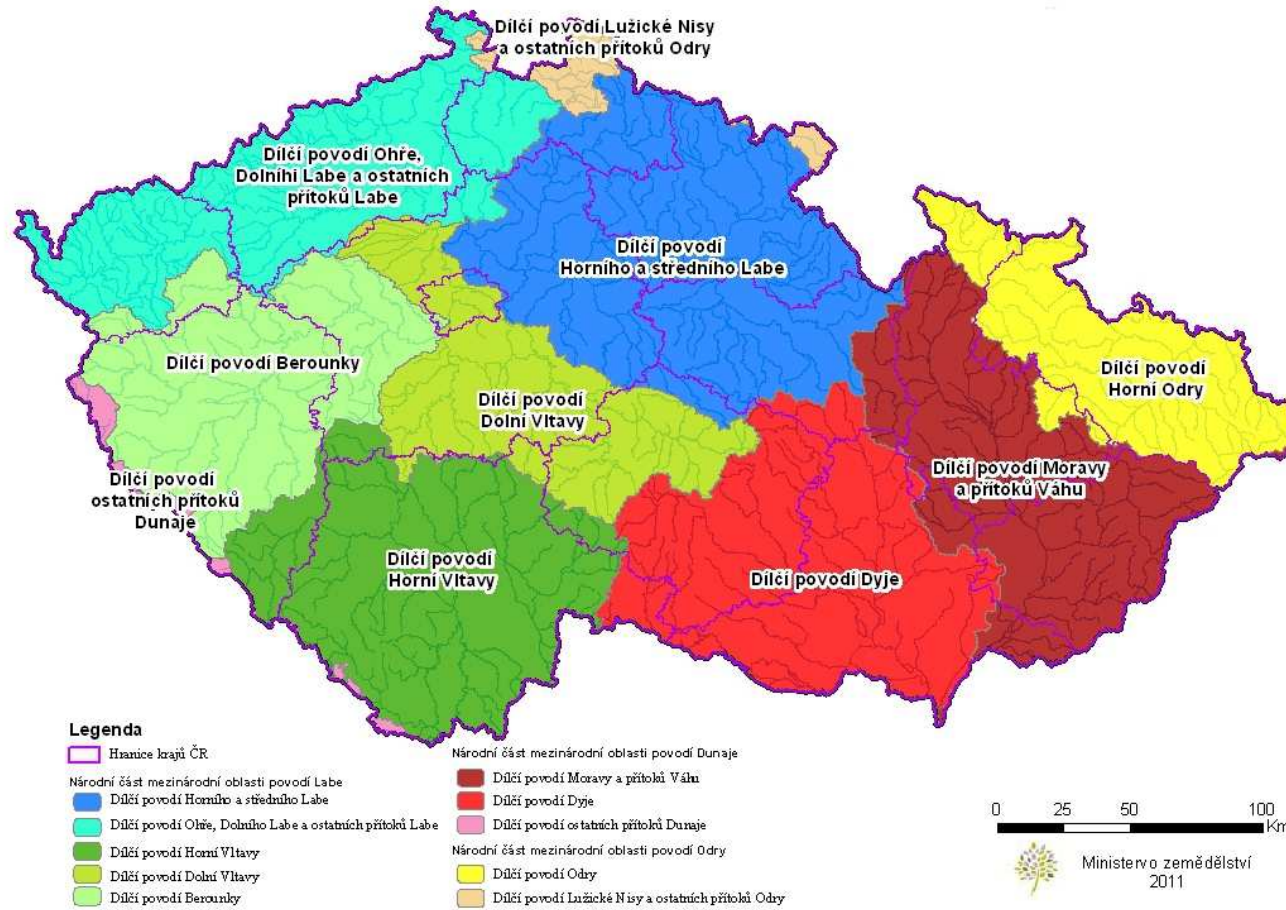 Dílčí povodí Lužické Nisy
a ostatních přítoků Odry
Dílčí povodí Ohře,
Dolníhi Labe a ostatních
přítoků Labe
Dílčí povodí
Horního a středního Labe
Dílčí povodí Berounky
Dílčí povodí
Dolní Vltavy
Dílčí povodí
Horní Odry
Dílčí povodí Moravy
a přítoků Váhu
Dílčí povodí
ostatních přítoků
Dunaje
Dílčí povodí
Horní Vltavy
Dílčí povodí Dyje
Legenda
Hranice krajů ČR
Národní část mezinárodní oblasti povodí Labe
Dílčí povodí Horního a středního Labe
Dílčí povodí Ohře, Dolního Labe a ostatních přítoků Labe
Dílčí povodí Horní Vltavy
Dílčí povodí Dolní Vltavy
Dílčí povodí Berounky
Národní část mezinárodní oblasti povodí Dunaje
Dílčí povodí Moravy a přítoků Váhu
Dílčí povodí Dyje
Dílčí povodí ostatních přítoků Dunaje
Národní část mezinárodní oblasti povodí Odry
Dílčí povodí Odry
Dílčí povodí Lužické Nisy a ostatních přítoků Odry
0 25 50 100
Km
Ministervo zemědělství
2011